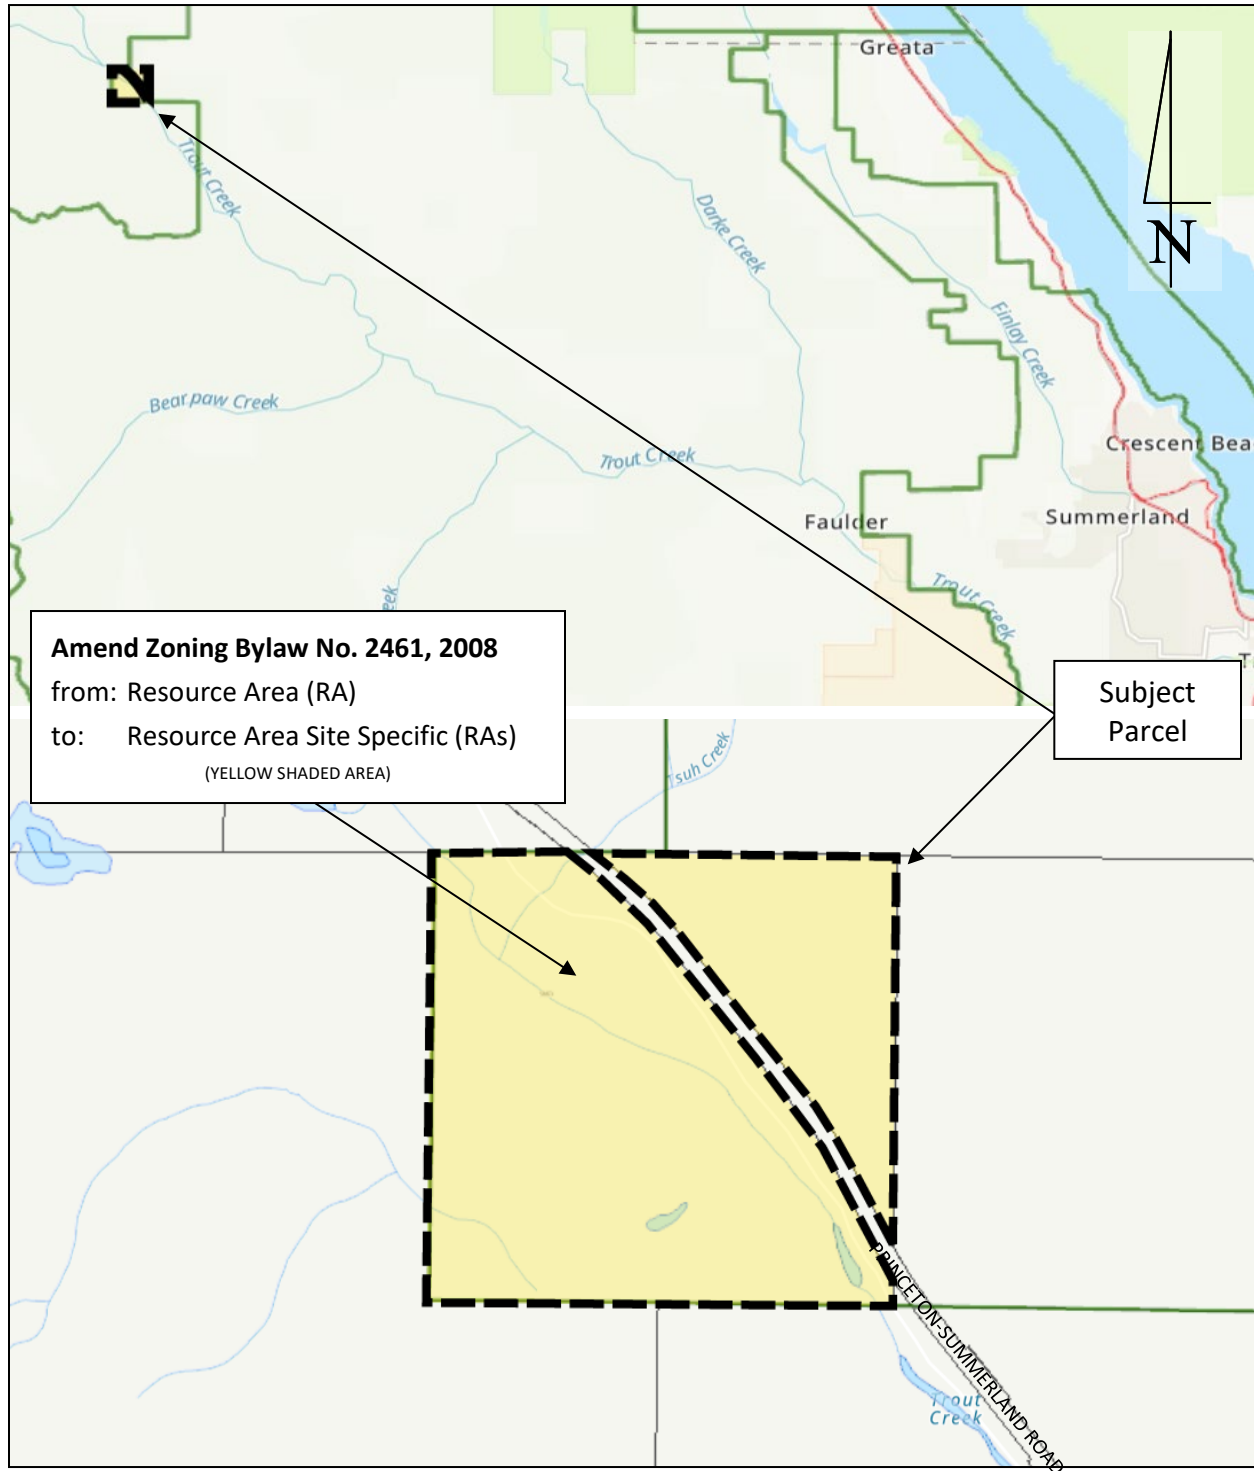 Greata
N
Trout Creek
Darke Creek
Finlay Creek
Bearpaw Creek
Crescent Bea
Trout Creek
Faulder
Summerland
Trout Creek
eek
Amend Zoning Bylaw No. 2461, 2008
from: Resource Area (RA)
to: Resource Area Site Specific (RAs)
(YELLOW SHADED AREA)
Subject
Parcel
Tsuh Creek
PRINCETON-SUMMERLAND ROAD
Trout
Creek